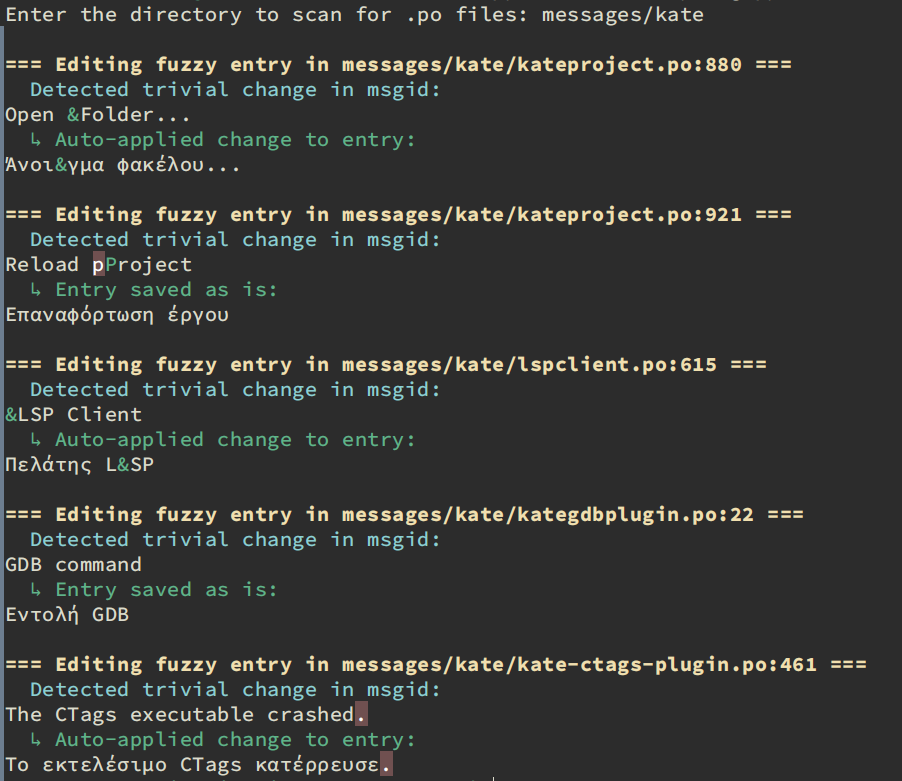 Enter the directory to scan for .po files: messages/kate
=== Editing fuzzy entry in messages/kate/kateproject.po:880 ===
Detected trivial change in msgid:
Open &Folder...
↳ Auto-applied change to entry:
Άνοι&γμα φακέλου...
=== Editing fuzzy entry in messages/kate/kateproject.po:921 ===
Detected trivial change in msgid:
Reload pProject
↳ Entry saved as is:
Επαναφόρτωση έργου
=== Editing fuzzy entry in messages/kate/lspclient.po:615 ===
Detected trivial change in msgid:
&LSP Client
↳ Auto-applied change to entry:
Πελάτης L&SP
=== Editing fuzzy entry in messages/kate/kategdbplugin.po:22 ===
Detected trivial change in msgid:
GDB command
↳ Entry saved as is:
Εντολή GDB
=== Editing fuzzy entry in messages/kate/kate-ctags-plugin.po:461 ===
Detected trivial change in msgid:
The CTags executable crashed.
↳ Auto-applied change to entry:
Το εκτελέσιμο CTags κατέρρευσε.